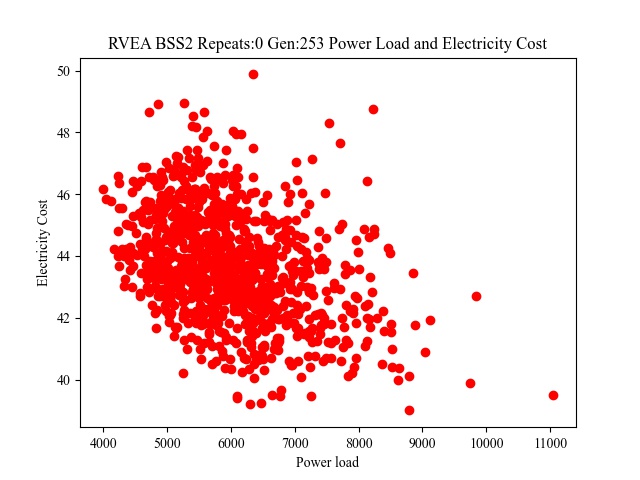 RVEA BSS2 Repeats:0 Gen:253 Power Load and Electricity Cost
50
48
46
44
42
40
Electricity Cost
4000 5000 6000 7000 8000 9000 10000 11000
Power load